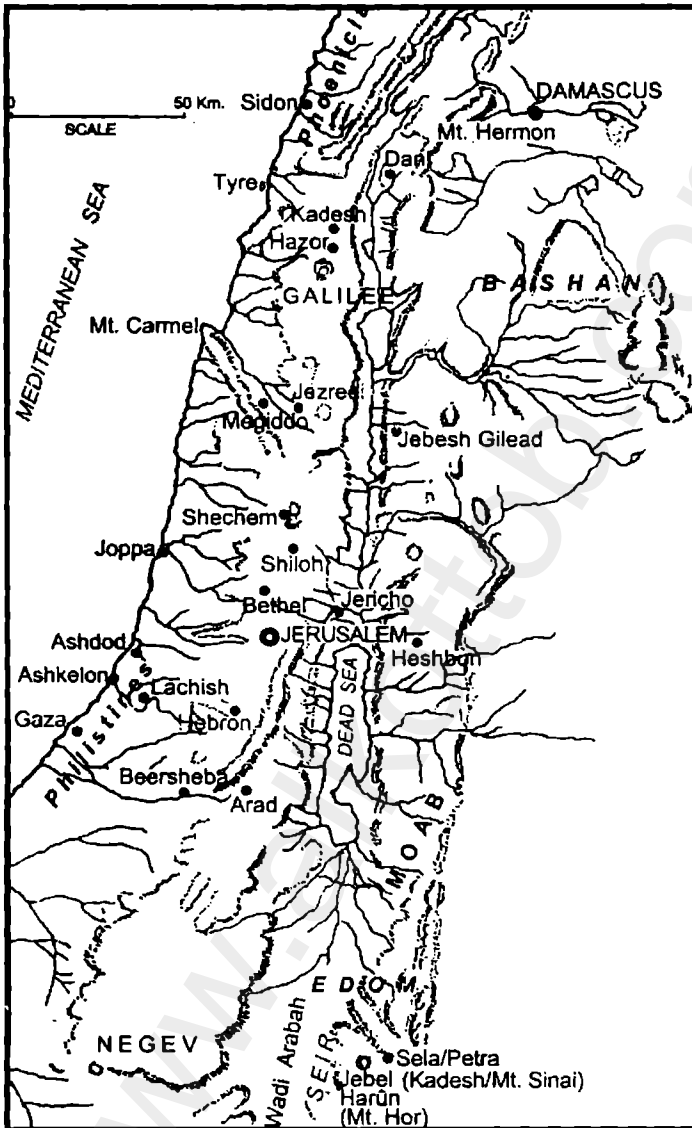 Phoenicia
Sidon
DAMASCUS
0 50 Km.
SCALE
Mt. Hermon
Dan
Tyre
Kadesh
Hazor
MEDITERRANEAN SEA
GALILEE
BASHAN
Mt. Carmel
Jezreel
Megiddo
Jebesh Gilead
Shechem
Joppa
Shiloh
Bethel
Jericho
JERUSALEM
Ashdod
Heshbon
Ashkelon
Lachish
Philistines
DEAD SEA
Gaza
Hebron
Beersheba
Arad
MOAB
EDOM
NEGEV
Wadi Arabah
SEIR
Sela/Petra
Jebel (Kadesh/Mt. Sinai)
Harûn
(Mt. Hor)